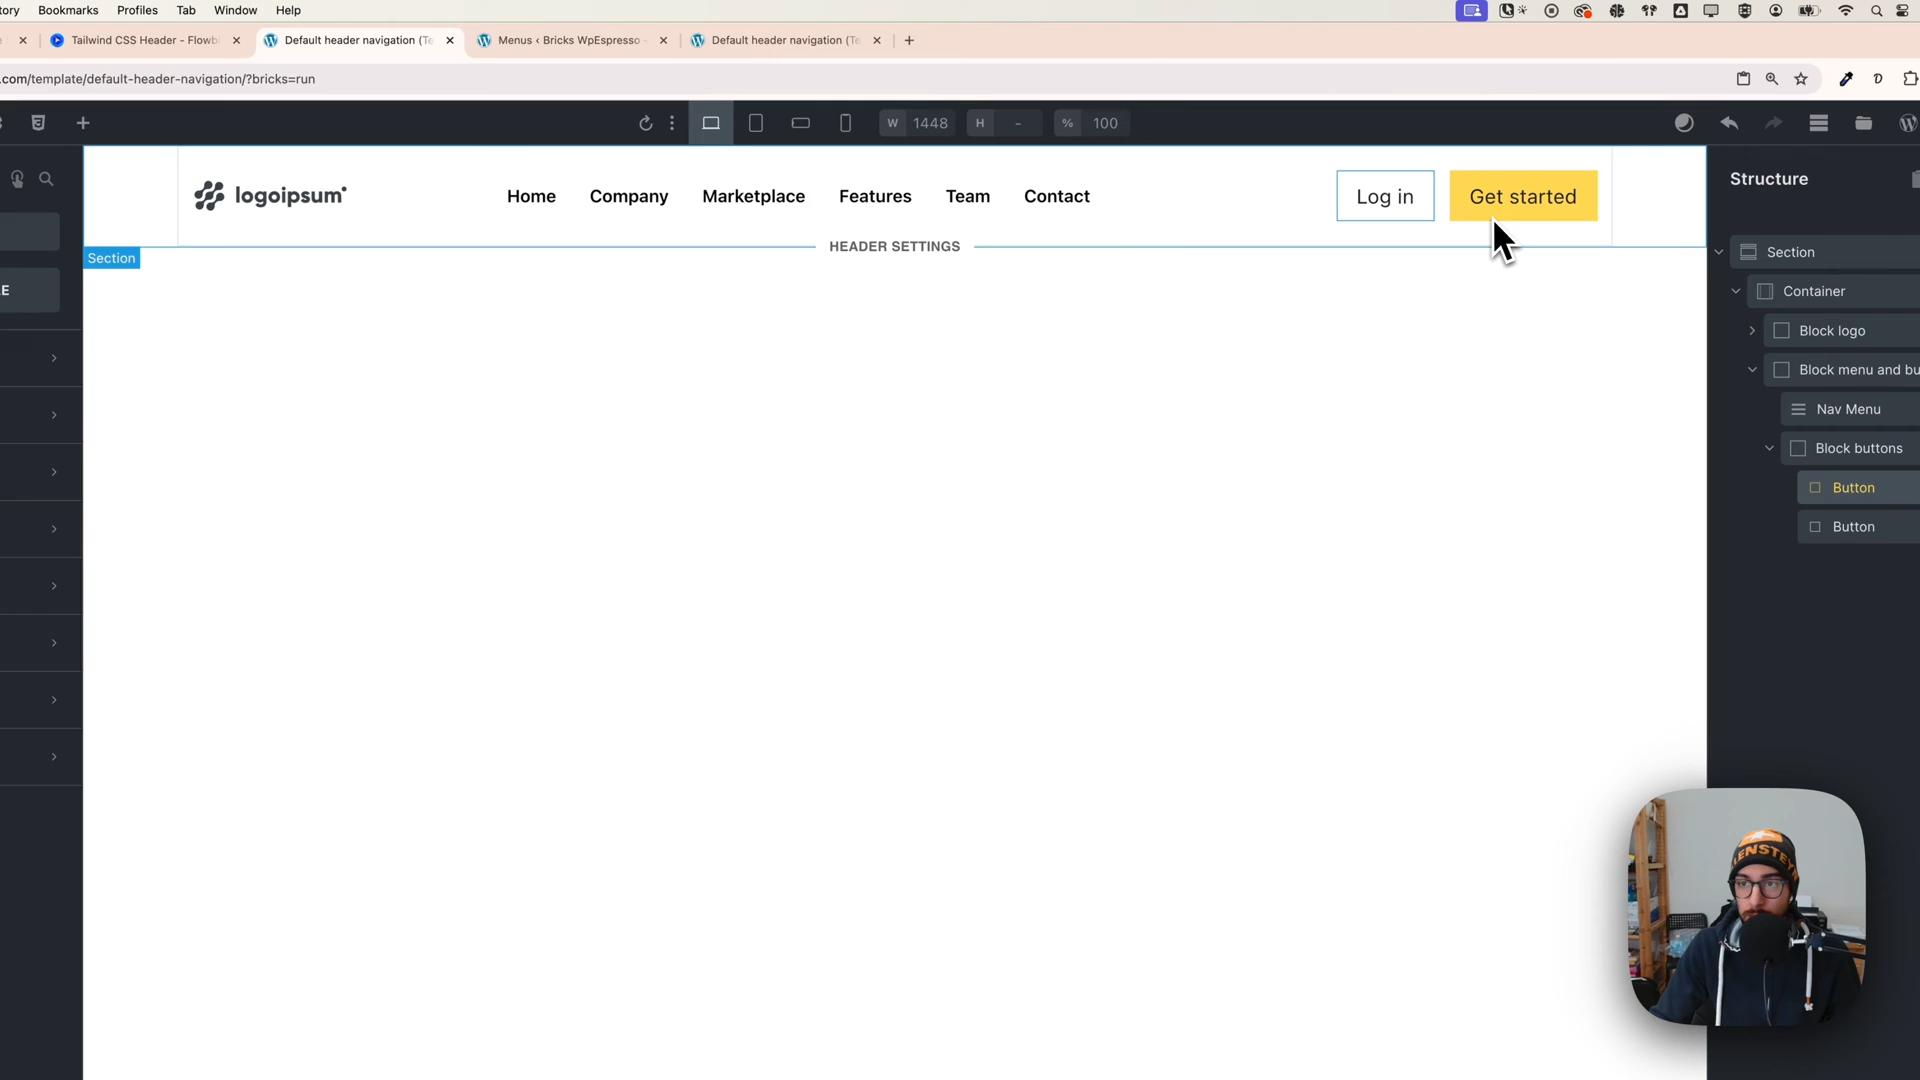 ory Bookmarks Profiles Tab Window Help
Tailwind CSS Header - Flowb
Default header navigation (Te
Menus ‹ Bricks WpEspresso -
Default header navigation (Te
.com/template/default-header-navigation/?bricks=run
W 1448 H - % 100
logoipsum
Home Company Marketplace Features Team Contact
Log in
Get started
HEADER SETTINGS
Section
E
Structure
Section
Container
Block logo
Block menu and bu
Nav Menu
Block buttons
Button
Button